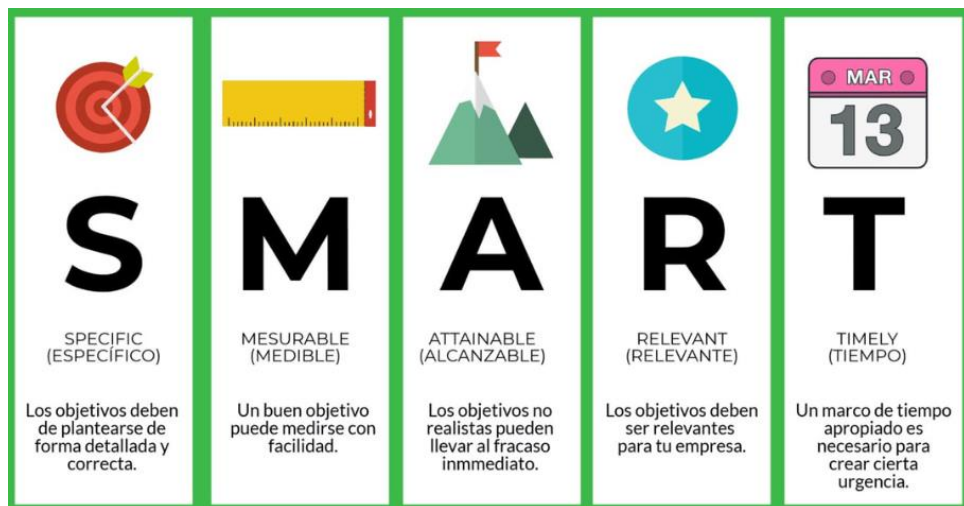 S
SPECIFIC
(ESPECÍFICO)
Los objetivos deben
de plantearse de
forma detallada y
correcta.
M
MESURABLE
(MEDIBLE)
Un buen objetivo
puede medirse con
facilidad.
A
ATTAINABLE
(ALCANZABLE)
Los objetivos no
realistas pueden
llevar al fracaso
inmmediato.
R
RELEVANT
(RELEVANTE)
Los objetivos deben
ser relevantes
para tu empresa.
MAR
13
T
TIMELY
(TIEMPO)
Un marco de tiempo
apropiado es
necesario para
crear cierta
urgencia.